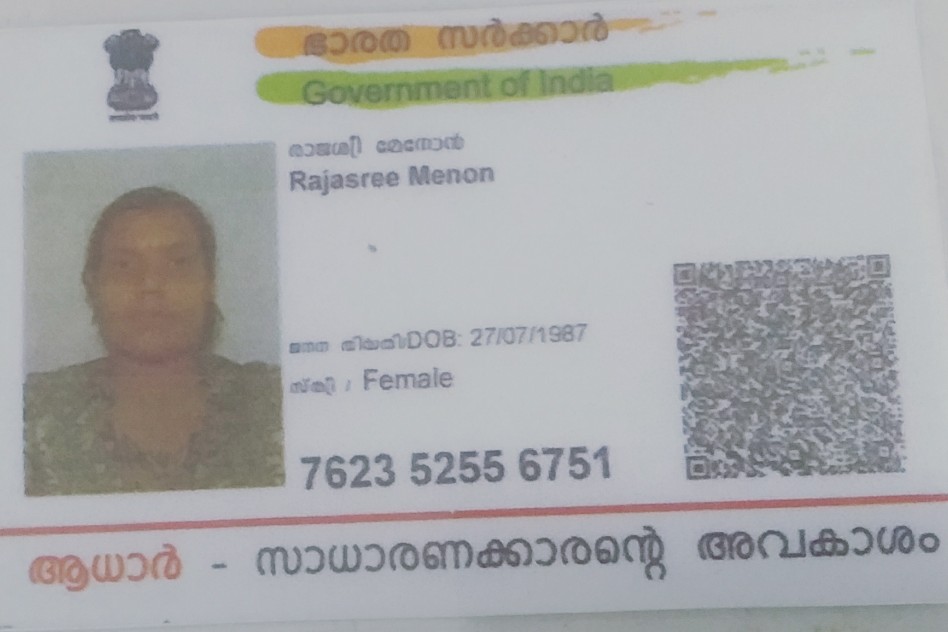 ഭാരത സർക്കാർ
Government of India
രാജശ്രീ മേനോൻ
Rajasree Menon
ജനന തിയതി/DOB: 27/07/1987
സ്ത്രീ / Female
7623 5255 6751
ആധാർ - സാധാരണക്കാരന്റെ അവകാശം